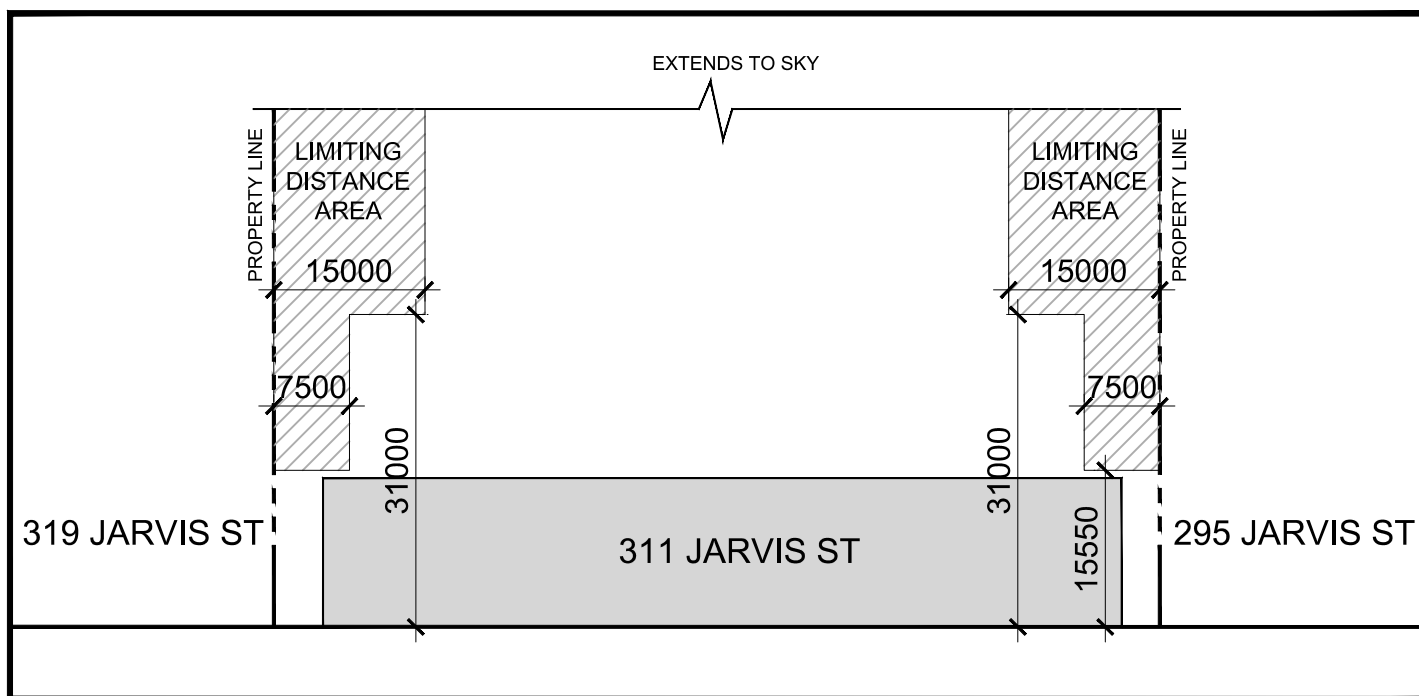 EXTENDS TO SKY
PROPERTY LINE
LIMITING
DISTANCE
AREA
15000
7500
31000
LIMITING
DISTANCE
AREA
15000
7500
31000
15550
PROPERTY LINE
319 JARVIS ST
311 JARVIS ST
295 JARVIS ST